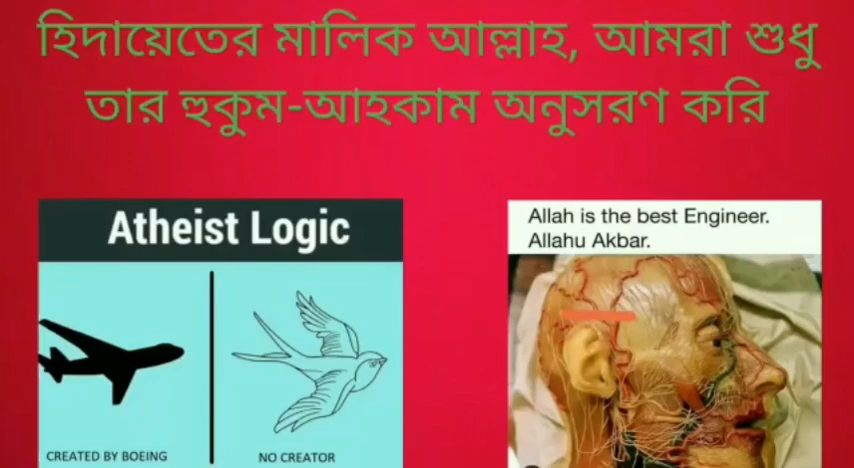 হিদায়েতের মালিক আল্লাহ, আমরা শুধু
তার হুকুম-আহকাম অনুসরণ করি
Atheist Logic
CREATED BY BOEING
NO CREATOR
Allah is the best Engineer.
Allahu Akbar.